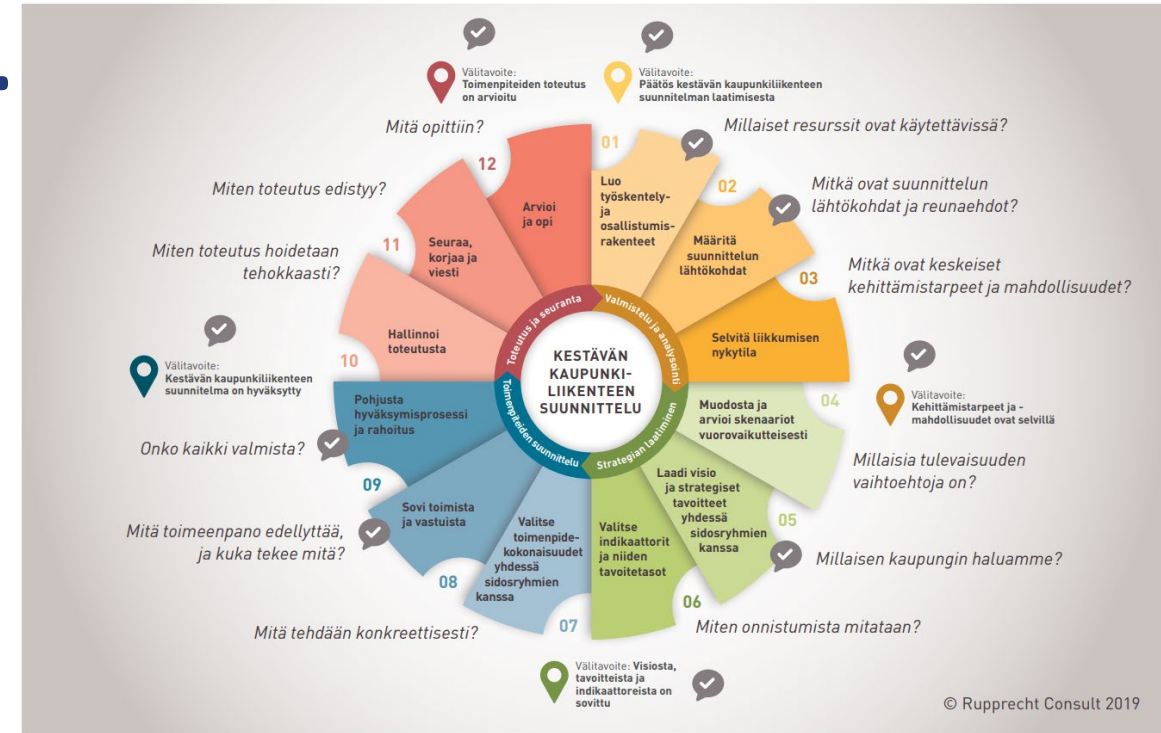 Välitavoite:
Toimenpiteiden toteutus
on arvioitu
Välitavoite:
Päätös kestävän kaupunkiliikenteen
suunnitelman laatimisesta
Mitä opittiin?
Millaiset resurssit ovat käytettävissä?
Miten toteutus edistyy?
Mitkä ovat suunnittelun
lähtökohdat ja reunaehdot?
Miten toteutus hoidetaan
tehokkaasti?
Mitkä ovat keskeiset
kehittämistarpeet ja mahdollisuudet?
01
Luo
työskentely-
ja
osallistumis-
rakenteet
02
Määritä
suunnittelun
lähtökohdat
03
Selvitä liikkumisen
nykytila
04
Muodosta ja
arvioi skenaariot
vuorovaikutteisesti
05
Laadi visio
ja strategiset
tavoitteet
yhdessä
sidosryhmien
kanssa
06
Valitse
indikaattorit
ja niiden
tavoitetasot
07
Valitse
toimenpide-
kokonaisuudet
yhdessä
sidosryhmien
kanssa
08
Sovi toimista
ja vastuista
09
Pohjusta
hyväksymisprosessi
ja rahoitus
10
Hallinnoi
toteutusta
11
Seuraa,
korjaa ja
viesti
12
Arvioi
ja opi
Toteutus ja seuranta
Valmistelu ja analysointi
Toimenpiteiden suunnittelu
Strategian laatiminen
KESTÄVÄN
KAUPUNKI-
LIIKENTEEN
SUUNNITTELU
Välitavoite:
Kestävän kaupunkiliikenteen
suunnitelma on hyväksytty
Välitavoite:
Kehittämistarpeet ja -
mahdollisuudet ovat selvillä
Onko kaikki valmista?
Millaisia tulevaisuuden
vaihtoehtoja on?
Mitä toimeenpano edellyttää,
ja kuka tekee mitä?
Millaisen kaupungin haluamme?
Mitä tehdään konkreettisesti?
Miten onnistumista mitataan?
Välitavoite: Visiosta,
tavoitteista ja
indikaattoreista on
sovittu
© Rupprecht Consult 2019